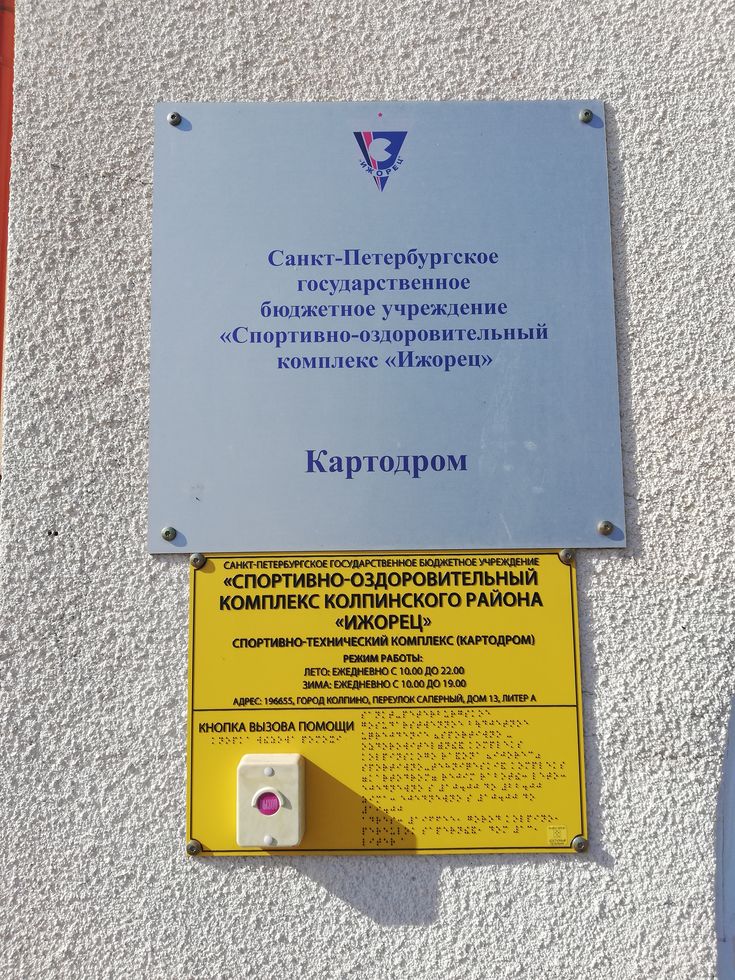 "ИЖОРЕЦ"
Санкт-Петербургское
государственное
бюджетное учреждение
«Спортивно-оздоровительный
комплекс «Ижорец»
Картодром
САНКТ-ПЕТЕРБУРГСКОЕ ГОСУДАРСТВЕННОЕ БЮДЖЕТНОЕ УЧРЕЖДЕНИЕ
«СПОРТИВНО-ОЗДОРОВИТЕЛЬНЫЙ
КОМПЛЕКС КОЛПИНСКОГО РАЙОНА
«ИЖОРЕЦ»
СПОРТИВНО-ТЕХНИЧЕСКИЙ КОМПЛЕКС (КАРТОДРОМ)
РЕЖИМ РАБОТЫ:
ЛЕТО: ЕЖЕДНЕВНО С 10.00 ДО 22.00
ЗИМА: ЕЖЕДНЕВНО С 10.00 ДО 19.00
АДРЕС: 196655, ГОРОД КОЛПИНО, ПЕРЕУЛОК САПЕРНЫЙ, ДОМ 13, ЛИТЕР А
КНОПКА ВЫЗОВА ПОМОЩИ